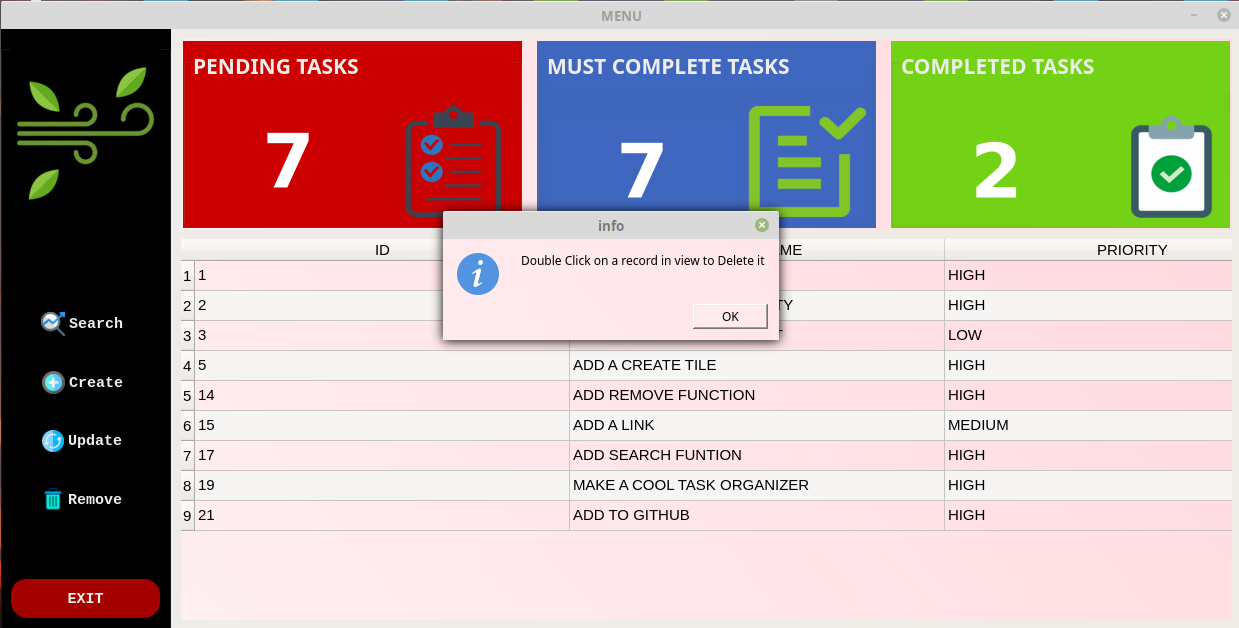 MENU
PENDING TASKS
7
MUST COMPLETE TASKS
7
COMPLETED TASKS
2
Search
Create
Update
Remove
EXIT
info
i
Double Click on a record in view to Delete it
OK
ID ME PRIORITY
1 1 HIGH
2 2 TY HIGH
3 3 LOW
4 5 ADD A CREATE TILE HIGH
5 14 ADD REMOVE FUNCTION HIGH
6 15 ADD A LINK MEDIUM
7 17 ADD SEARCH FUNTION HIGH
8 19 MAKE A COOL TASK ORGANIZER HIGH
9 21 ADD TO GITHUB HIGH